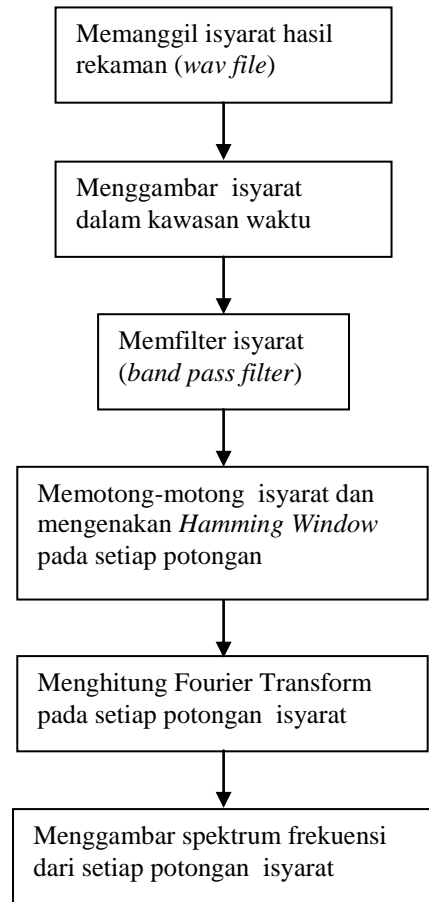 Memanggil isyarat hasil
rekaman (wav file)
Menggambar isyarat
dalam kawasan waktu
Memfilter isyarat
(band pass filter)
Memotong-motong isyarat dan
mengenakan Hamming Window
pada setiap potongan
Menghitung Fourier Transform
pada setiap potongan isyarat
Menggambar spektrum frekuensi
dari setiap potongan isyarat